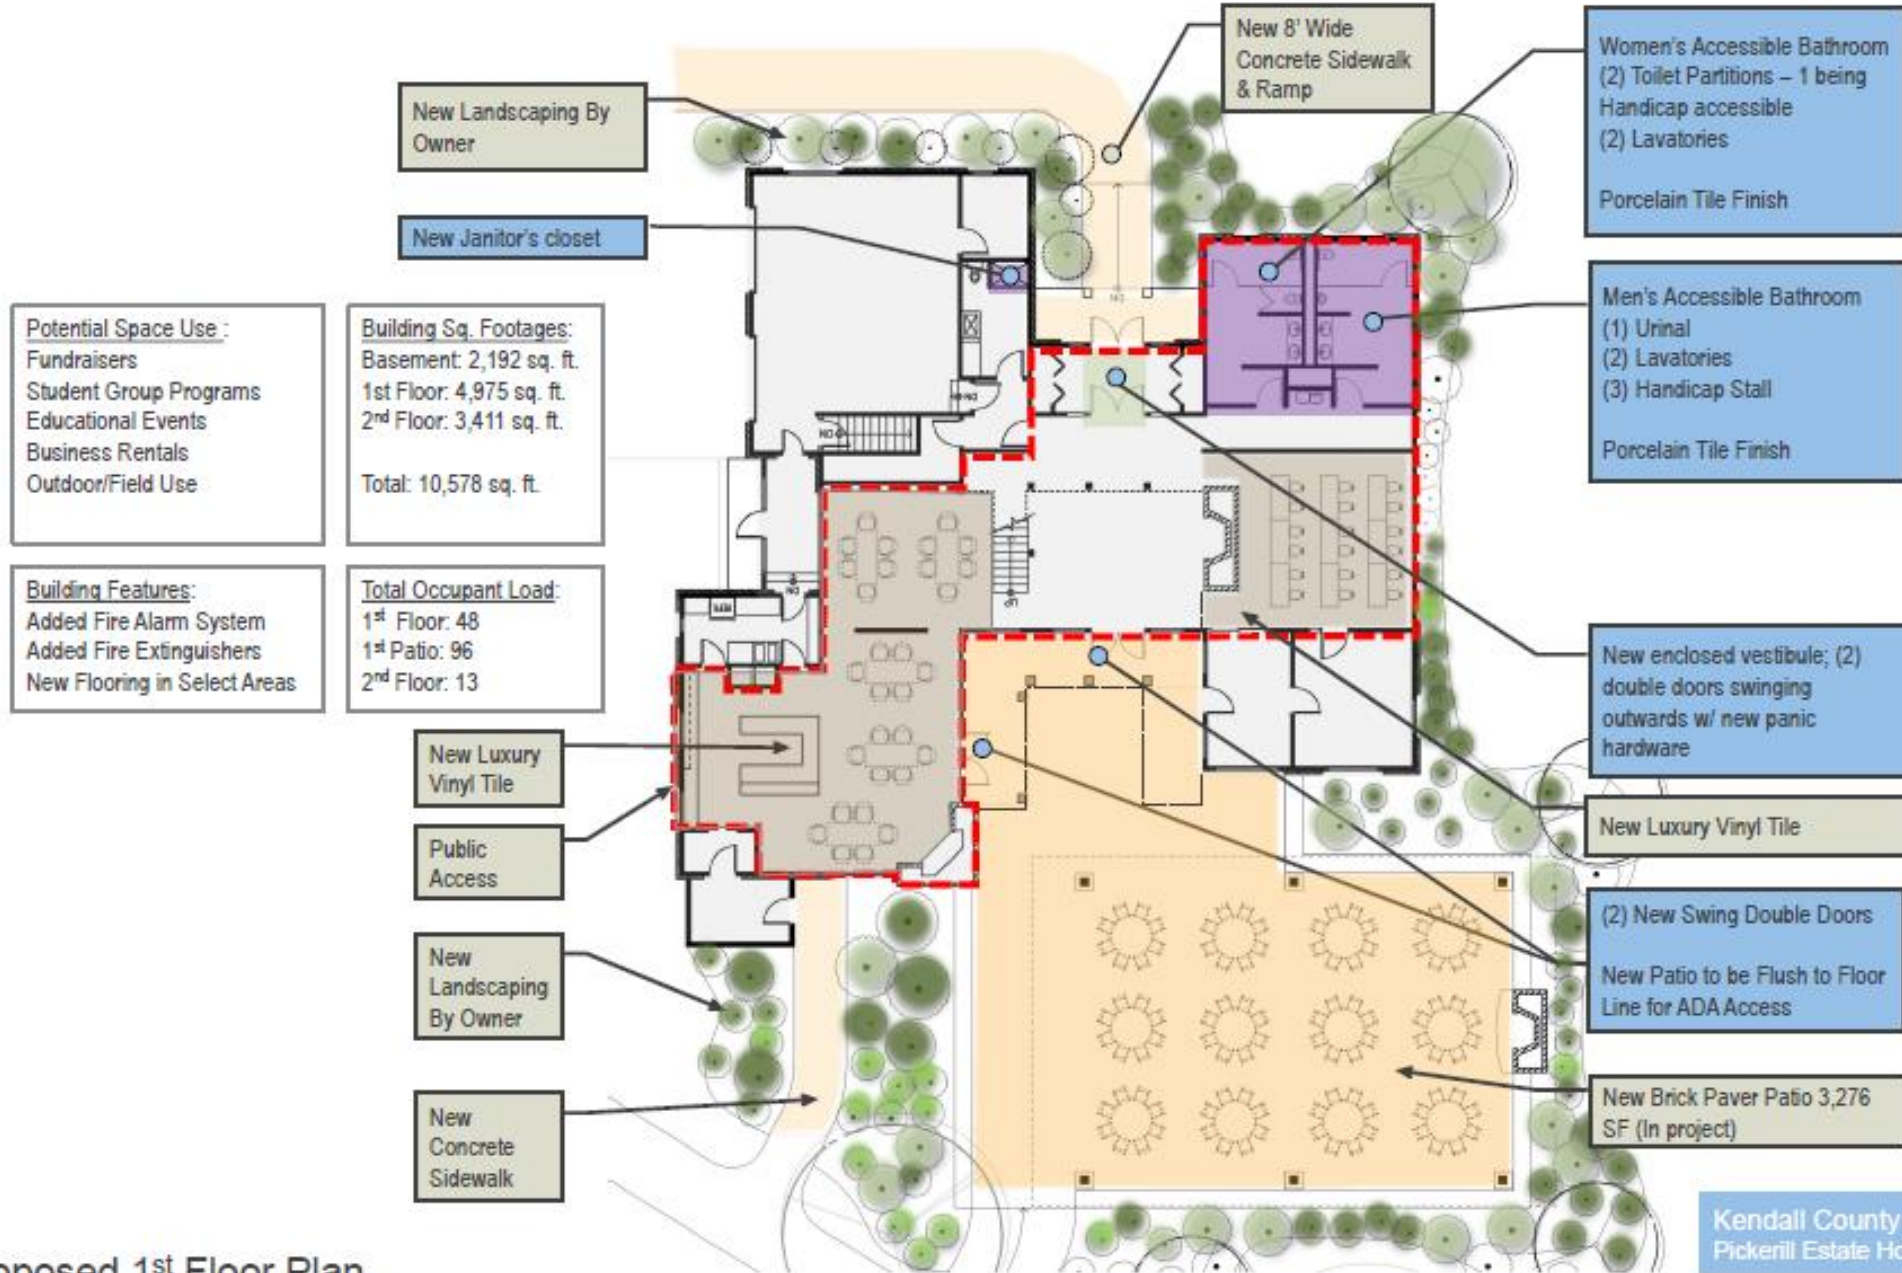 New 8' Wide
Concrete Sidewalk
& Ramp
Women's Accessible Bathroom
(2) Toilet Partitions – 1 being
Handicap accessible
(2) Lavatories
Porcelain Tile Finish
New Landscaping By
Owner
New Janitor's closet
Men's Accessible Bathroom
(1) Urinal
(2) Lavatories
(3) Handicap Stall
Porcelain Tile Finish
Potential Space Use :
Fundraisers
Student Group Programs
Educational Events
Business Rentals
Outdoor/Field Use
Building Sq. Footages:
Basement: 2,192 sq. ft.
1st Floor: 4,975 sq. ft.
2nd Floor: 3,411 sq. ft.
Total: 10,578 sq. ft.
Building Features:
Added Fire Alarm System
Added Fire Extinguishers
New Flooring in Select Areas
Total Occupant Load:
1st Floor: 48
1st Patio: 96
2nd Floor: 13
New enclosed vestibule; (2)
double doors swinging
outwards w/ new panic
hardware
New Luxury
Vinyl Tile
New Luxury Vinyl Tile
Public
Access
(2) New Swing Double Doors
New Patio to be Flush to Floor
Line for ADA Access
New
Landscaping
By Owner
New Brick Paver Patio 3,276
SF (In project)
New
Concrete
Sidewalk
Kendall County
Pickerill Estate Ho
posed 1st Floor Plan